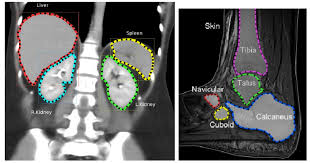 Liver
Spleen
R.Kidney
L.Kidney
Skin
Tibia
Talus
Navicular
Cuboid
Calcaneus